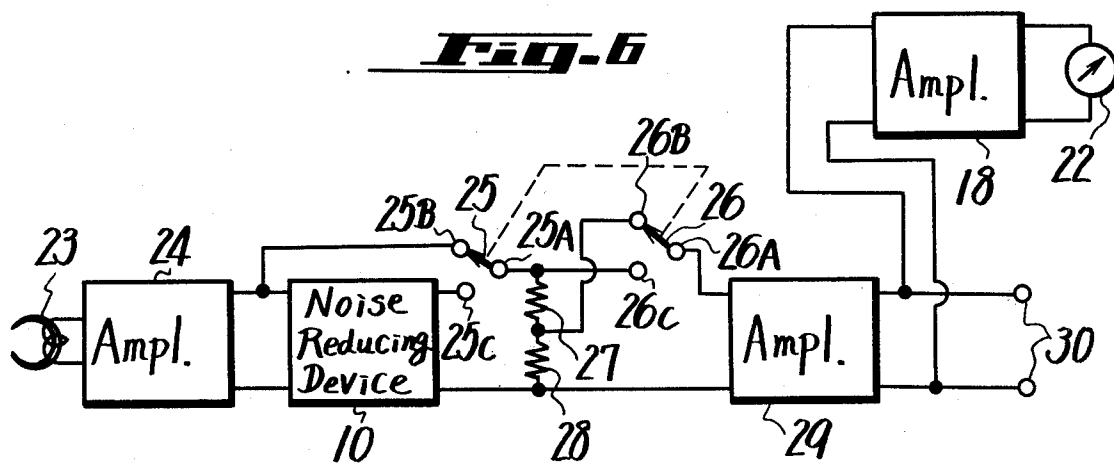 Fig.6
Ampl.
18
22
26B
25B
25
25A
26
26A
26c
23
24
Ampl.
Noise
Reducing
Device
25c
27
Ampl.
30
10
28
29